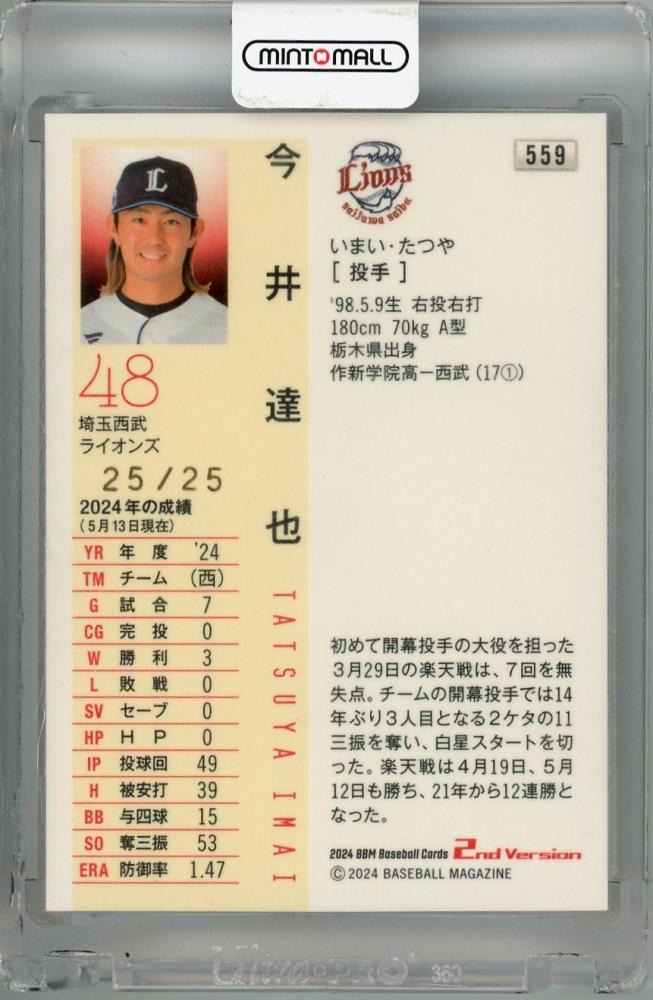 MINTOMALL
559
今井達也
TATSUYA IMAI
L
Lions
saitama seibu
いまい・たつや
[ 投手 ]
'98.5.9生 右投右打
180cm 70kg A型
栃木県出身
作新学院高ー西武 (17①)
48
埼玉西武
ライオンズ
25/25
2024年の成績
(5月13日現在)
YR 年度 '24
TM チーム (西)
G 試合 7
CG 完投 0
W 勝利 3
L 敗戦 0
SV セーブ 0
HP HP 0
IP 投球回 49
H 被安打 39
BB 与四球 15
SO 奪三振 53
ERA 防御率 1.47
初めて開幕投手の大役を担った
3月29日の楽天戦は、7回を無
失点。チームの開幕投手では14
年ぶり3人目となる2ケタの11
三振を奪い、白星スタートを切
った。楽天戦は4月19日、5月
12日も勝ち、21年から12連勝と
なった。
2024 BBM Baseball Cards 2nd Version
©2024 BASEBALL MAGAZINE
Ultra·PRO 360